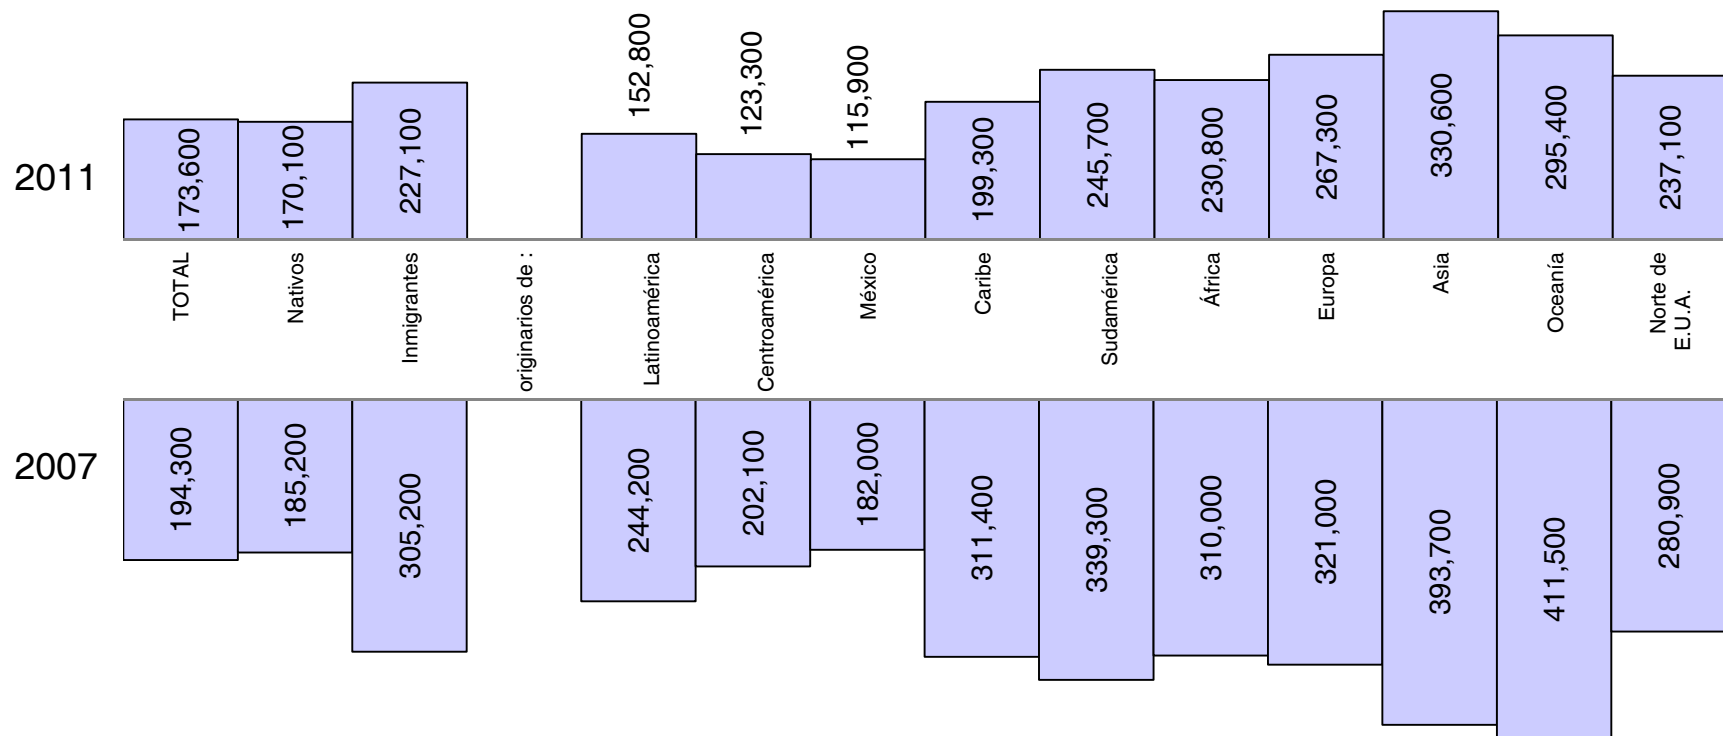 2011
173,600
170,100
227,100
152,800
123,300
115,900
199,300
245,700
230,800
267,300
330,600
295,400
237,100
TOTAL
Nativos
Inmigrantes
originarios de :
Latinoamérica
Centroamérica
México
Caribe
Sudamérica
África
Europa
Asia
Oceanía
Norte de
E.U.A.
2007
194,300
185,200
305,200
244,200
202,100
182,000
311,400
339,300
310,000
321,000
393,700
411,500
280,900